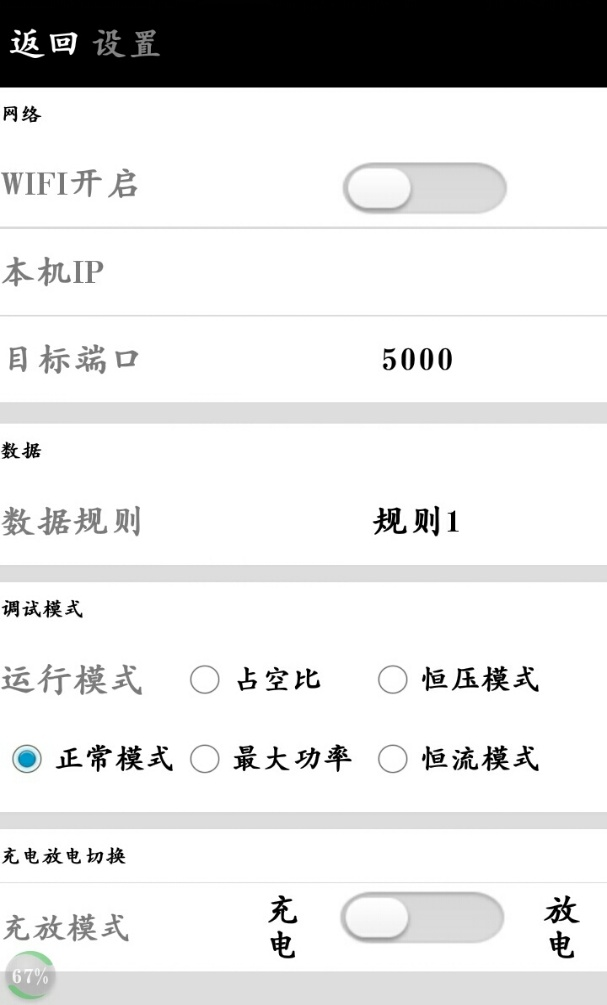 返回 设置
网络
WIFI开启
本机IP
目标端口 5000
数据
数据规则 规则1
调试模式
运行模式 占空比 恒压模式
正常模式 最大功率 恒流模式
充电放电切换
充放模式 充电 放电
67%